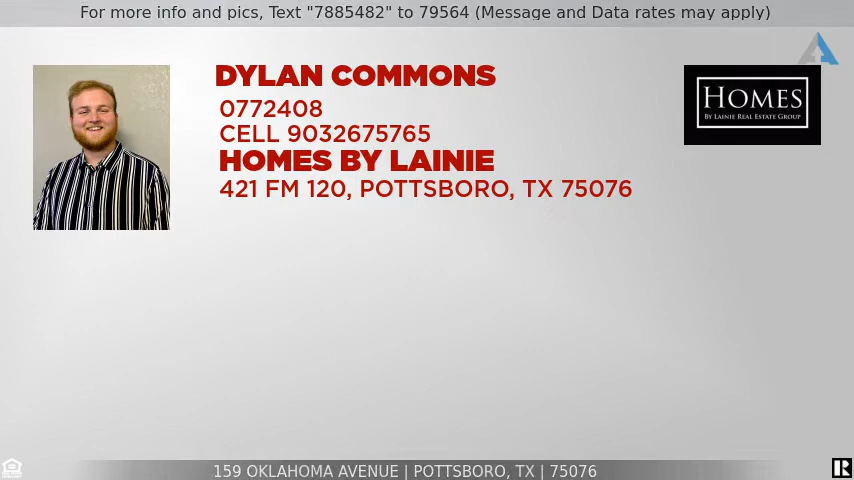 For more info and pics, Text "7885482" to 79564 (Message and Data rates may apply)
DYLAN COMMONS
0772408
CELL 9032675765
HOMES BY LAINIE
421 FM 120, POTTSBORO, TX 75076
HOMES
BY LAINIE REAL ESTATE GROUP
159 OKLAHOMA AVENUE | POTTSBORO, TX | 75076